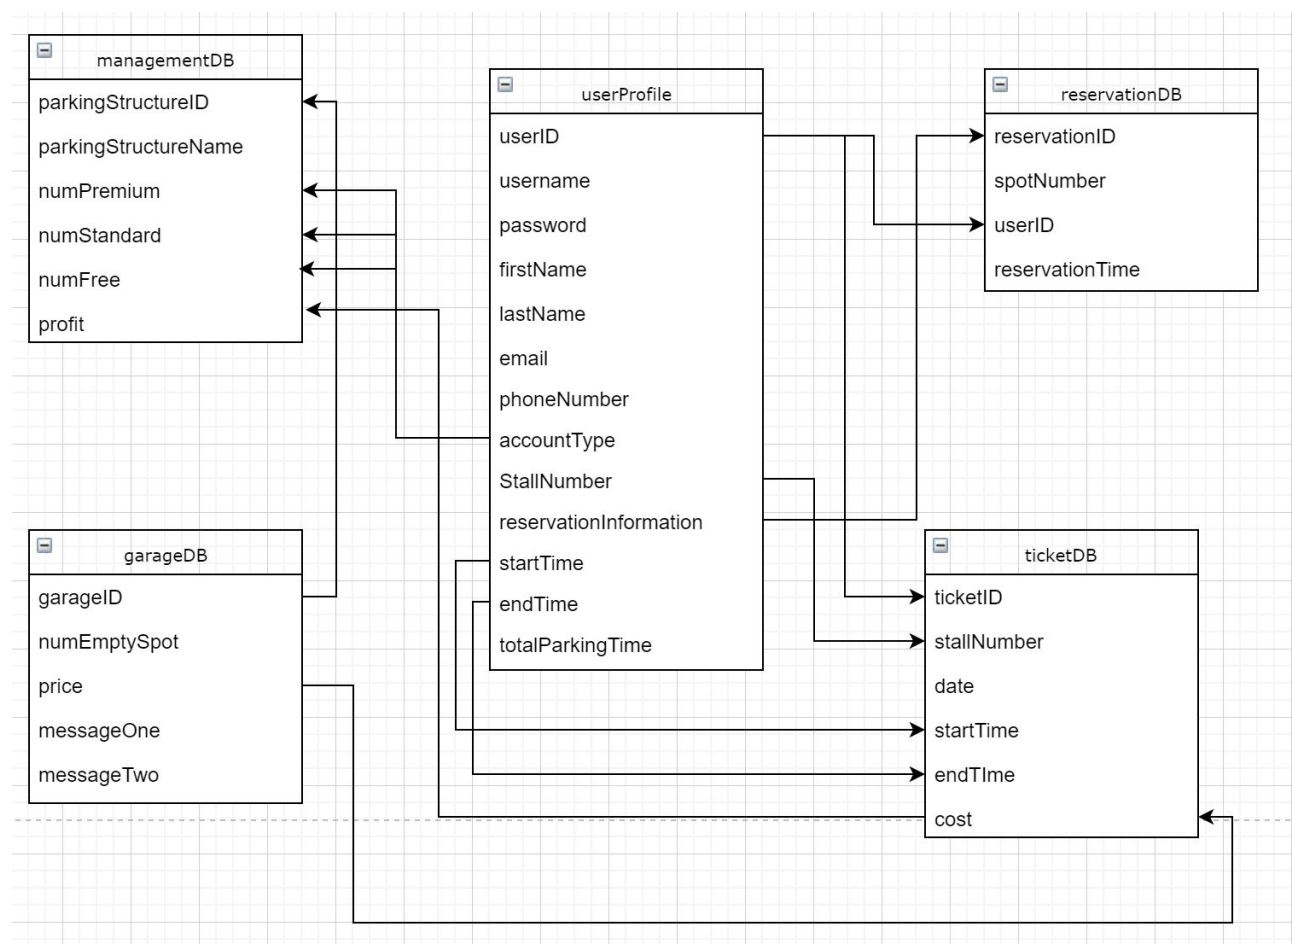 managementDB
parkingStructureID
parkingStructureName
numPremium
numStandard
numFree
profit
userProfile
userID
username
password
firstName
lastName
email
phoneNumber
accountType
StallNumber
reservationInformation
startTime
endTime
totalParkingTime
reservationDB
reservationID
spotNumber
userID
reservationTime
garageDB
garageID
numEmptySpot
price
messageOne
messageTwo
ticketDB
ticketID
stallNumber
date
startTime
endTIme
cost